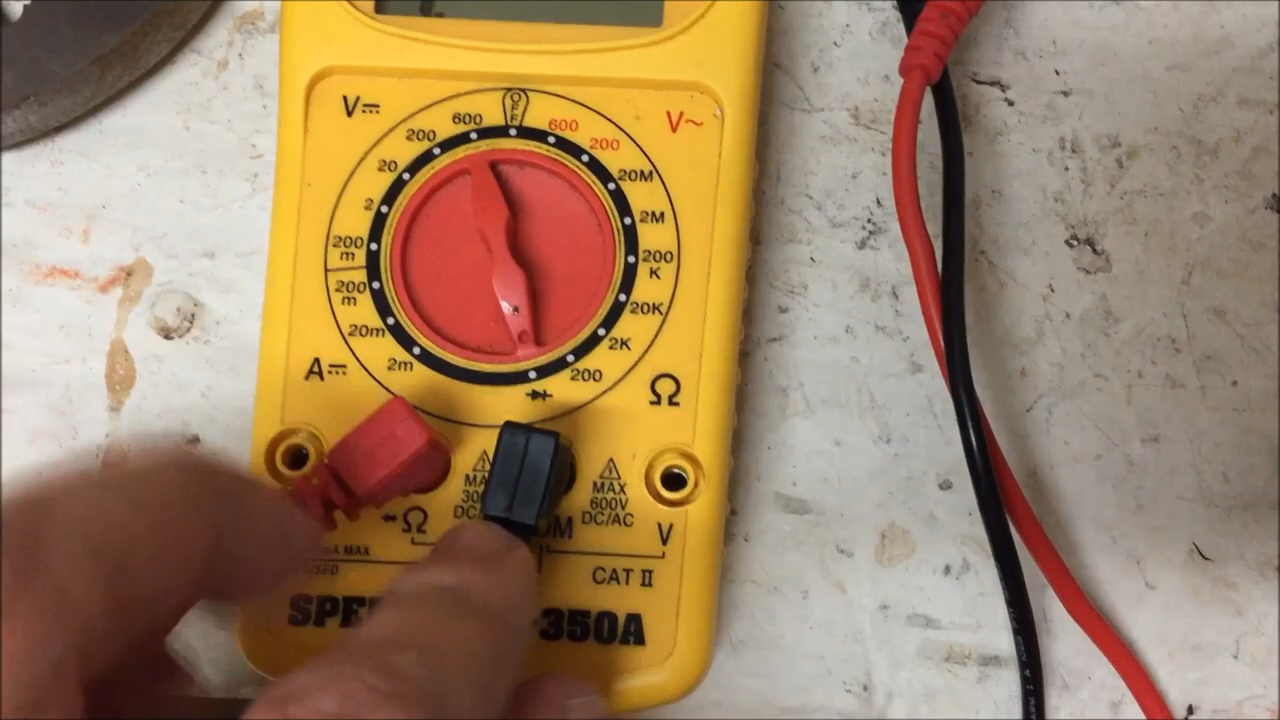 V
OFF
V~
600
600
200
200
20
20M
2
2M
200
m
200
K
200
m
20K
20m
2K
2m
200
A
Ω
MAX
600V
DC/AC
Ω
V
MAX
CAT II
350A